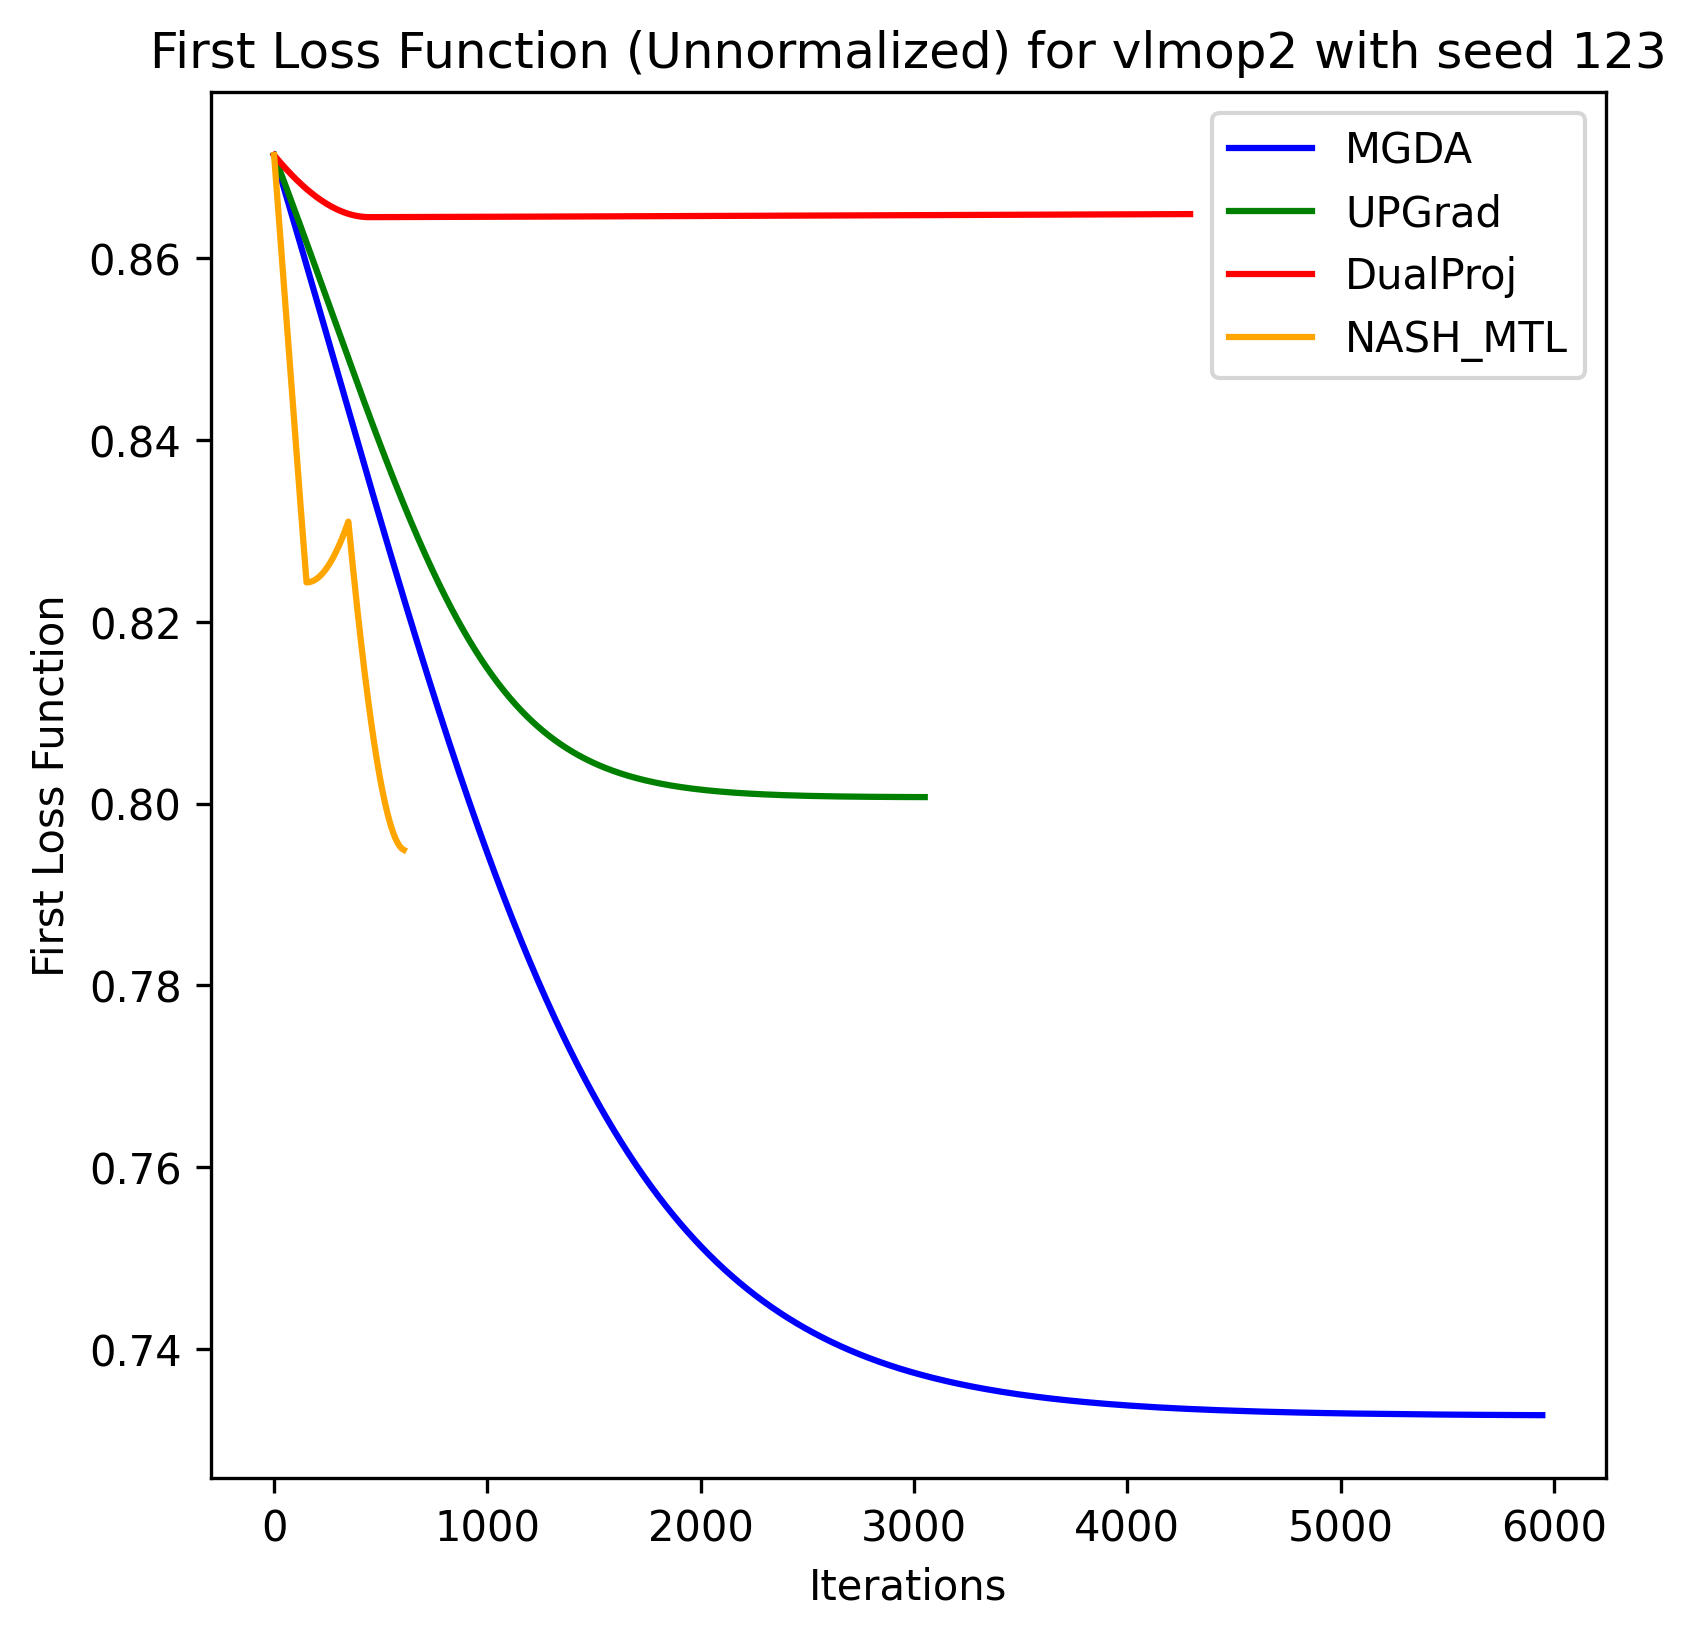 First Loss Function (Unnormalized) for vlmop2 with seed 123
MGDA
UPGrad
DualProj
NASH_MTL
First Loss Function
0.86
0.84
0.82
0.80
0.78
0.76
0.74
0 1000 2000 3000 4000 5000 6000
Iterations